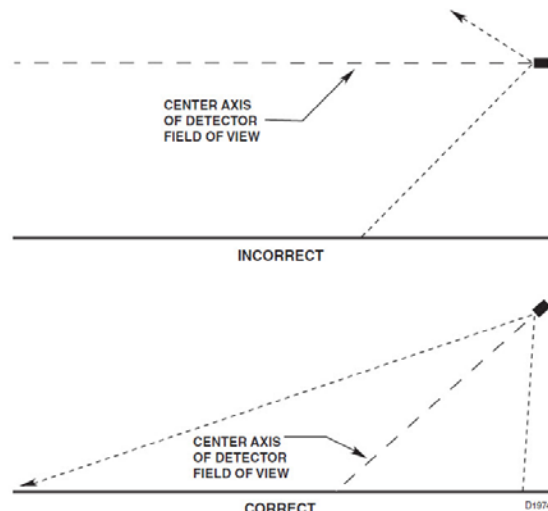 CENTER AXIS
OF DETECTOR
FIELD OF VIEW
INCORRECT
CENTER AXIS
OF DETECTOR
FIELD OF VIEW
CORRECT